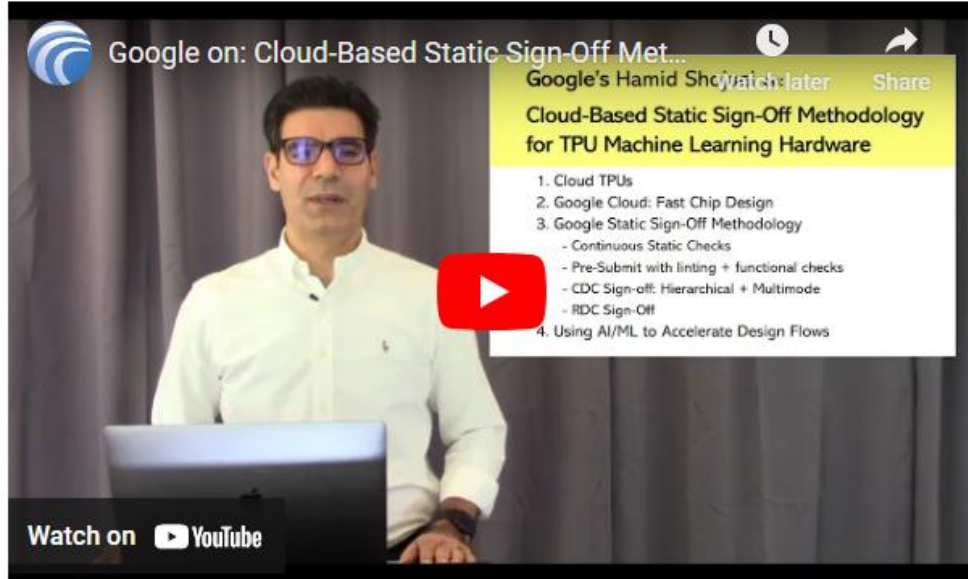 Google on: Cloud-Based Static Sign-Off Met...
Watch later
Share
Google's Hamid
Cloud-Based Static Sign-Off Methodology
for TPU Machine Learning Hardware
1. Cloud TPUs
2. Google Cloud: Fast Chip Design
3. Google Static Sign-Off Methodology
- Continuous Static Checks
- Pre-Submit with linting + functional checks
- CDC Sign-off: Hierarchical + Multimode
- RDC Sign-Off
4. Using AI/ML to Accelerate Design Flows
Watch on YouTube